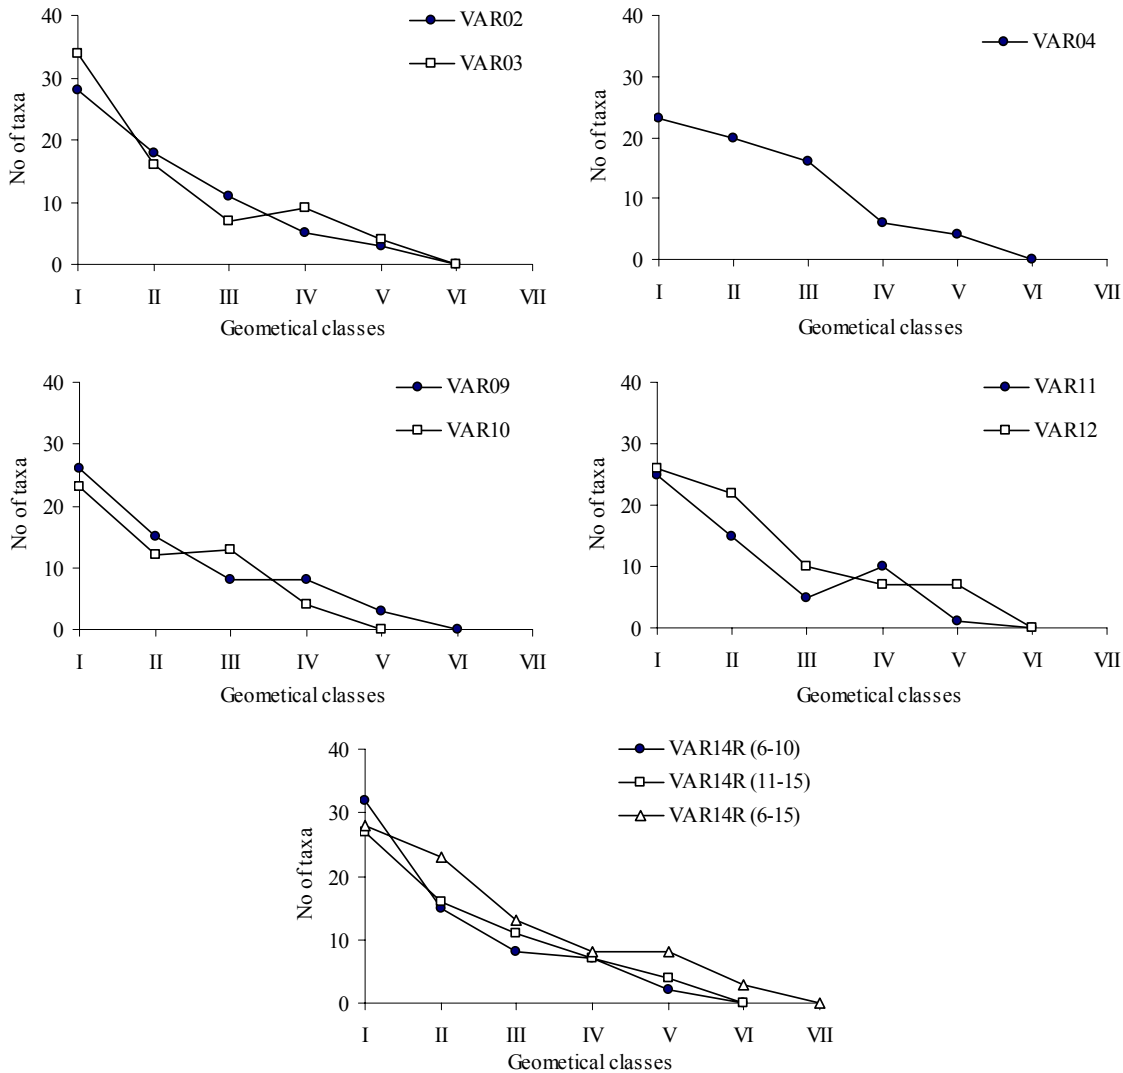 40
30
20
10
0
No of taxa
I II III IV V VI VII
Geometical classes
VAR02
VAR03
40
30
20
10
0
No of taxa
I II III IV V VI VII
Geometical classes
VAR04
40
30
20
10
0
No of taxa
I II III IV V VI VII
Geometical classes
VAR09
VAR10
40
30
20
10
0
No of taxa
I II III IV V VI VII
Geometical classes
VAR11
VAR12
40
30
20
10
0
No of taxa
I II III IV V VI VII
Geometical classes
VAR14R (6-10)
VAR14R (11-15)
VAR14R (6-15)